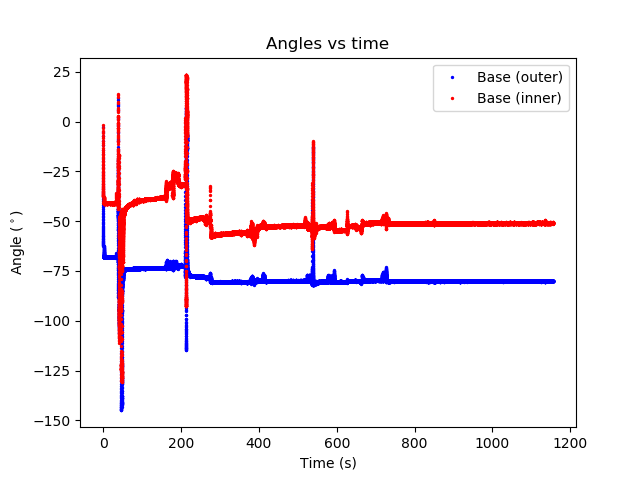 Angles vs time
Base (outer)
Base (inner)
Angle (°)
25
0
−25
−50
−75
−100
−125
−150
0 200 400 600 800 1000 1200
Time (s)